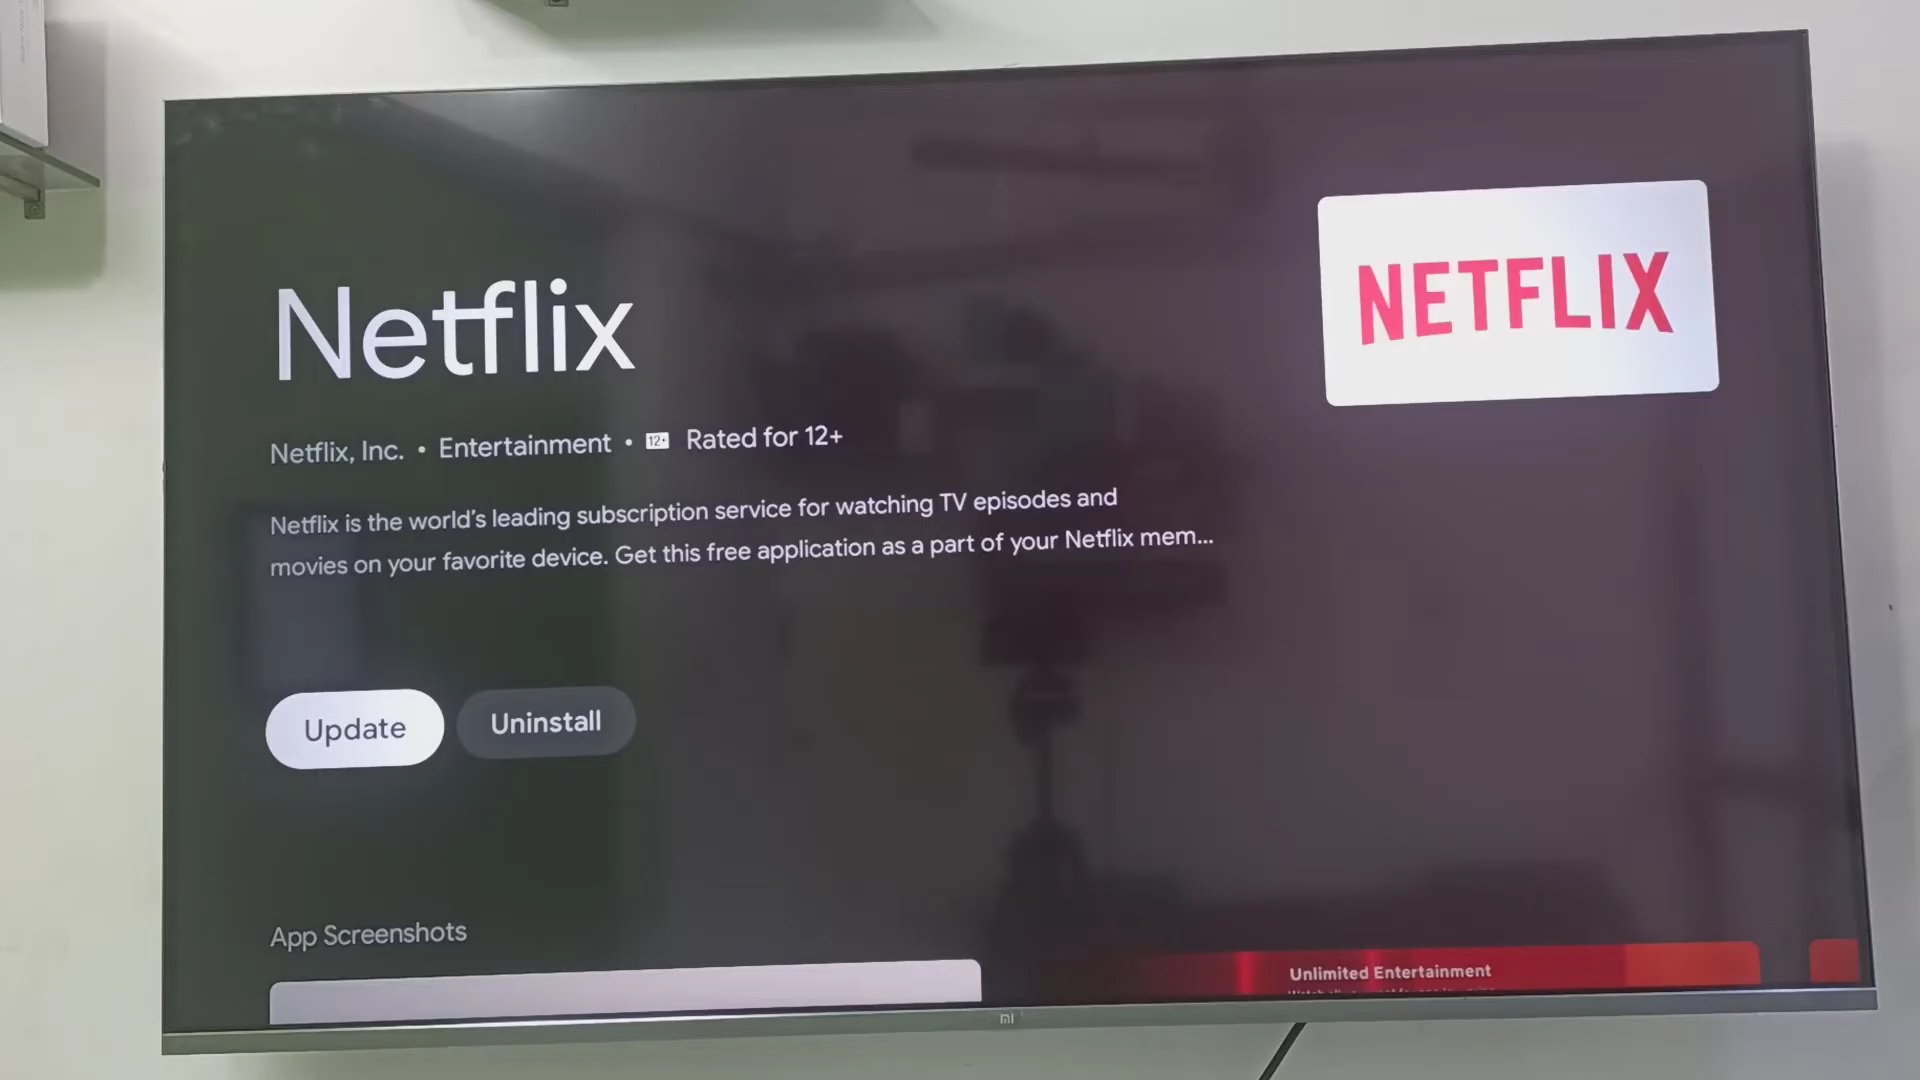 Netflix
NETFLIX
Netflix, Inc. • Entertainment • 12+ Rated for 12+
Netflix is the world's leading subscription service for watching TV episodes and
movies on your favorite device. Get this free application as a part of your Netflix mem...
Update
Uninstall
App Screenshots
Unlimited Entertainment
mi